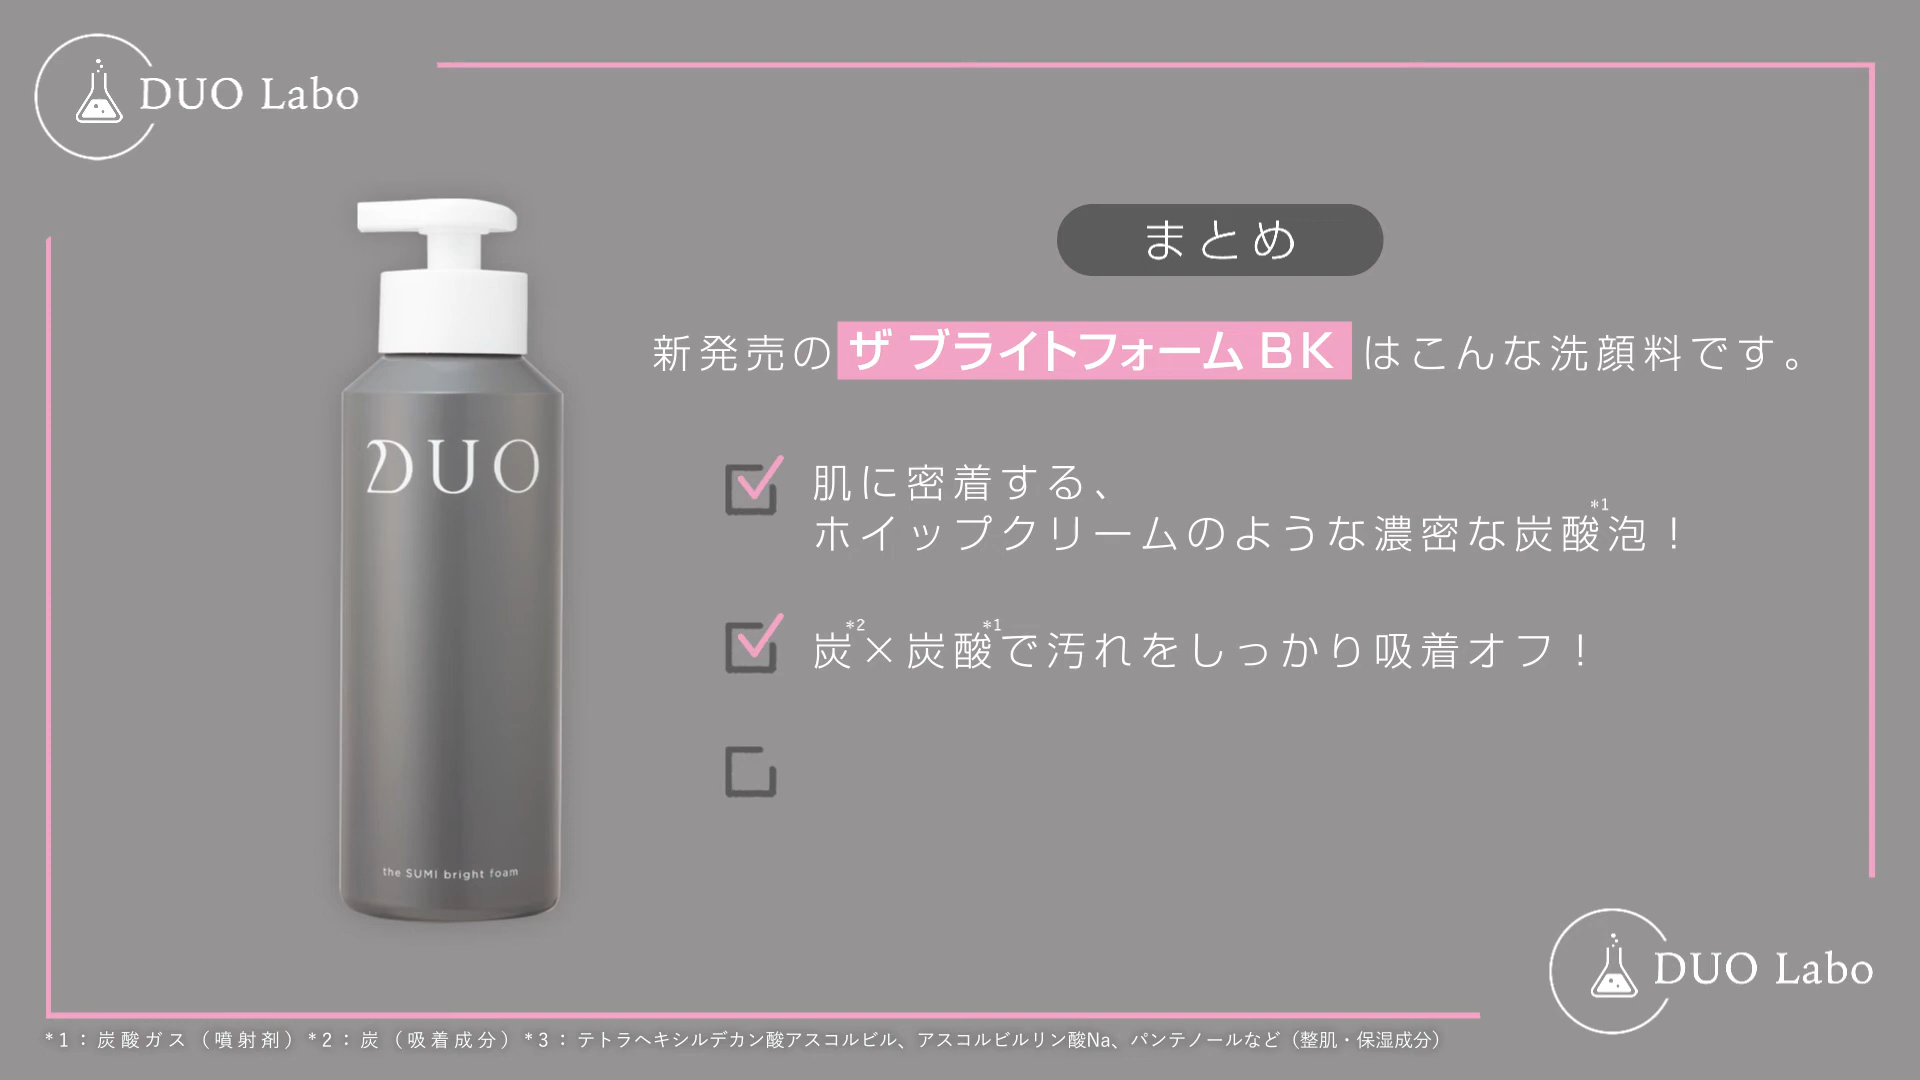 DUO Labo
まとめ
新発売の ザ ブライトフォーム BK はこんな洗顔料です。
DUO
肌に密着する、
ホイップクリームのような濃密な炭酸*1泡！
炭*2×炭酸*1で汚れをしっかり吸着オフ！
the SUMI bright foam
DUO Labo
*1：炭酸ガス（噴射剤）*2：炭（吸着成分）*3：テトラヘキシルデカン酸アスコルビル、アスコルビルリン酸Na、パンテノールなど（整肌・保湿成分）